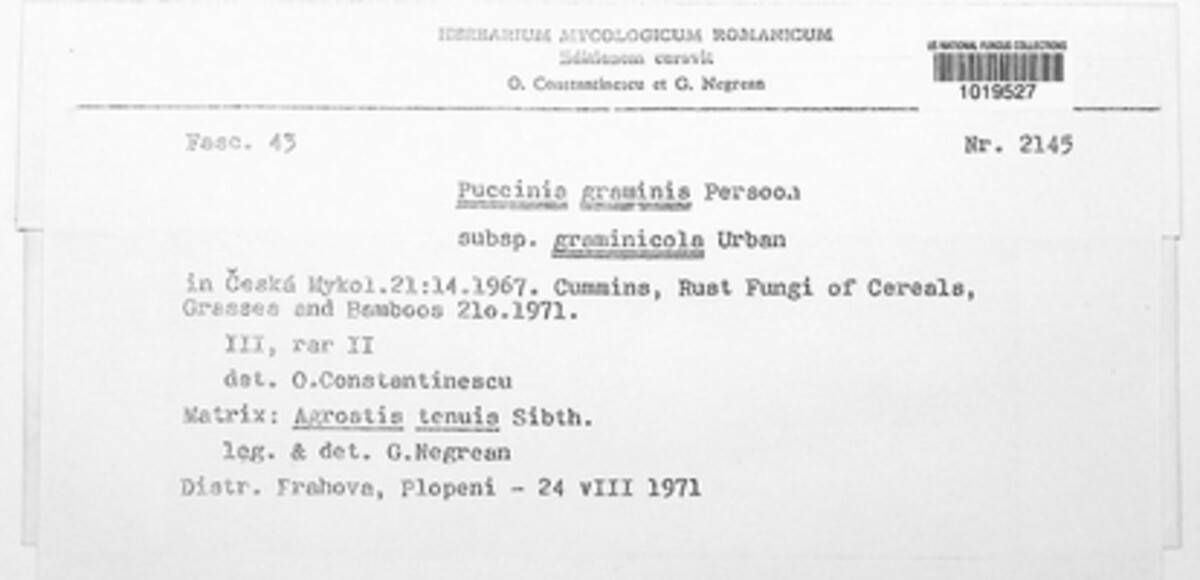 HERBARIUM MYCOLOGICUM ROMANICUM
Editionem curavit
O. Constantinescu et G. Negrean
US NATIONAL FUNGUS COLLECTIONS
1019527
Fasc. 43
Nr. 2145
Puccinia graminis Persoon
subsp. graminicola Urban
in Česká Mykol.21:14.1967. Cummins, Rust Fungi of Cereals,
Grasses and Bamboos 21o.1971.
III, rar II
det. O.Constantinescu
Matrix: Agrostis tenuis Sibth.
leg. & det. G.Negrean
Distr. Prahova, Plopeni - 24 VIII 1971